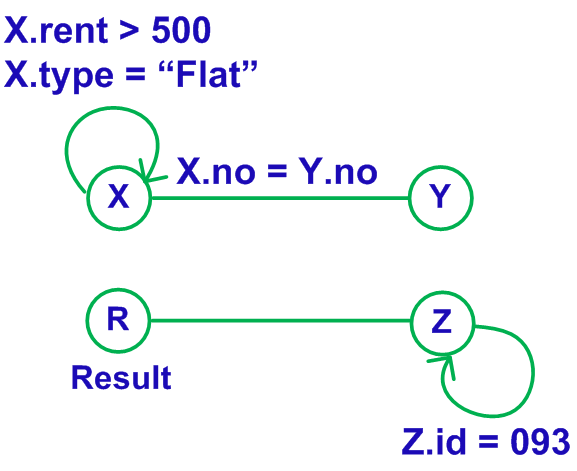 X.rent > 500
X.type = “Flat”
X.no = Y.no
X
Y
R
Z
Result
Z.id = 093